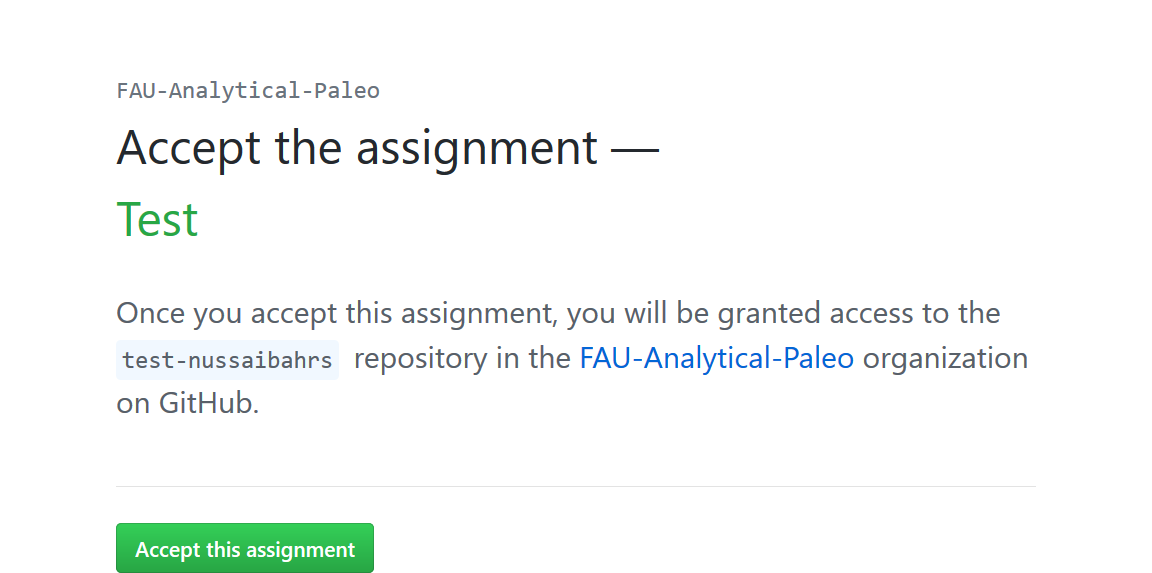 FAU-Analytical-Paleo
Accept the assignment —
Test
Once you accept this assignment, you will be granted access to the
test-nussaibahrs repository in the FAU-Analytical-Paleo organization
on GitHub.
Accept this assignment